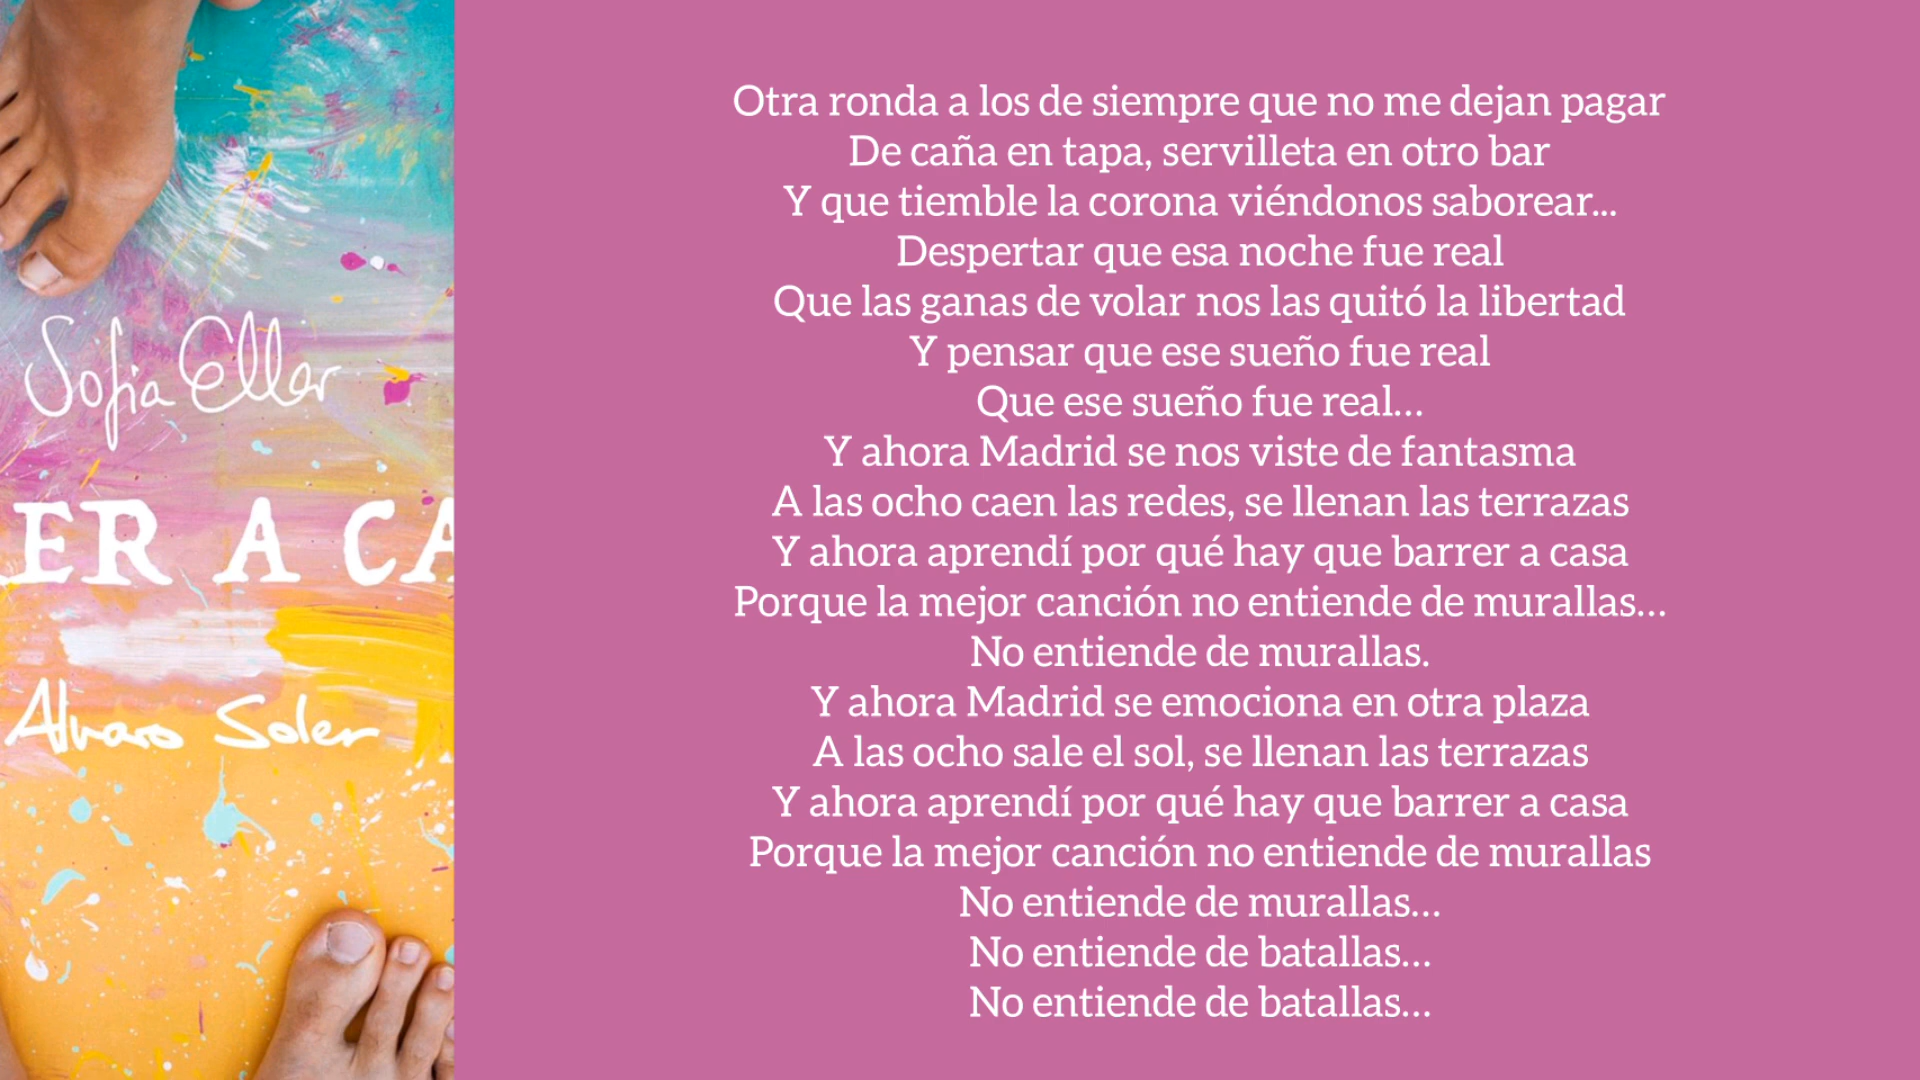 Sofia Ellar
ER A CA
Alvaro Soler
Otra ronda a los de siempre que no me dejan pagar
De caña en tapa, servilleta en otro bar
Y que tiemble la corona viéndonos saborear...
Despertar que esa noche fue real
Que las ganas de volar nos las quitó la libertad
Y pensar que ese sueño fue real
Que ese sueño fue real...
Y ahora Madrid se nos viste de fantasma
A las ocho caen las redes, se llenan las terrazas
Y ahora aprendí por qué hay que barrer a casa
Porque la mejor canción no entiende de murallas...
No entiende de murallas.
Y ahora Madrid se emociona en otra plaza
A las ocho sale el sol, se llenan las terrazas
Y ahora aprendí por qué hay que barrer a casa
Porque la mejor canción no entiende de murallas
No entiende de murallas...
No entiende de batallas...
No entiende de batallas...